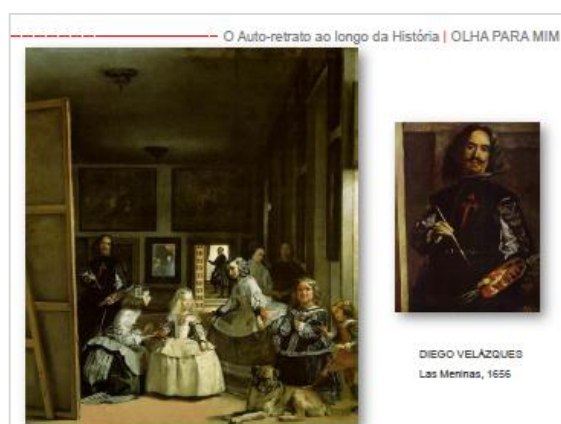 O Auto-retrato ao longo da História | OLHA PARA MIM
DIEGO VELÁZQUES
Las Meninas, 1656